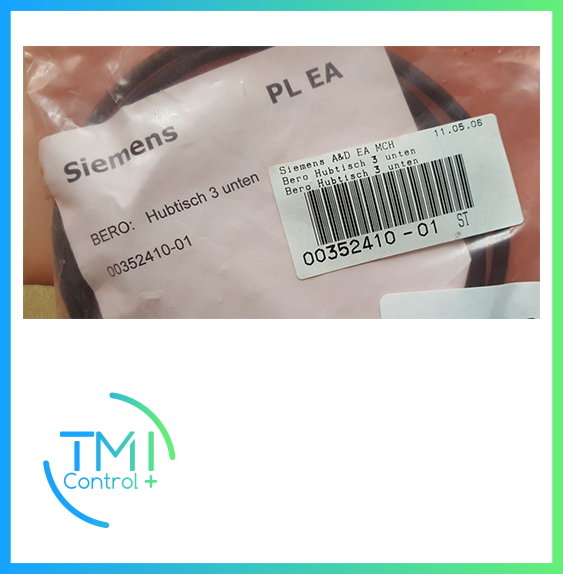 PL EA
Siemens
BERO: Hubtisch 3 unten
00352410-01
11.05.06
Siemens A&D EA MCH
Bero Hubtisch 3 unten
Bero Hubtisch 3 unten
00352410-01 ST
TMI
Control +